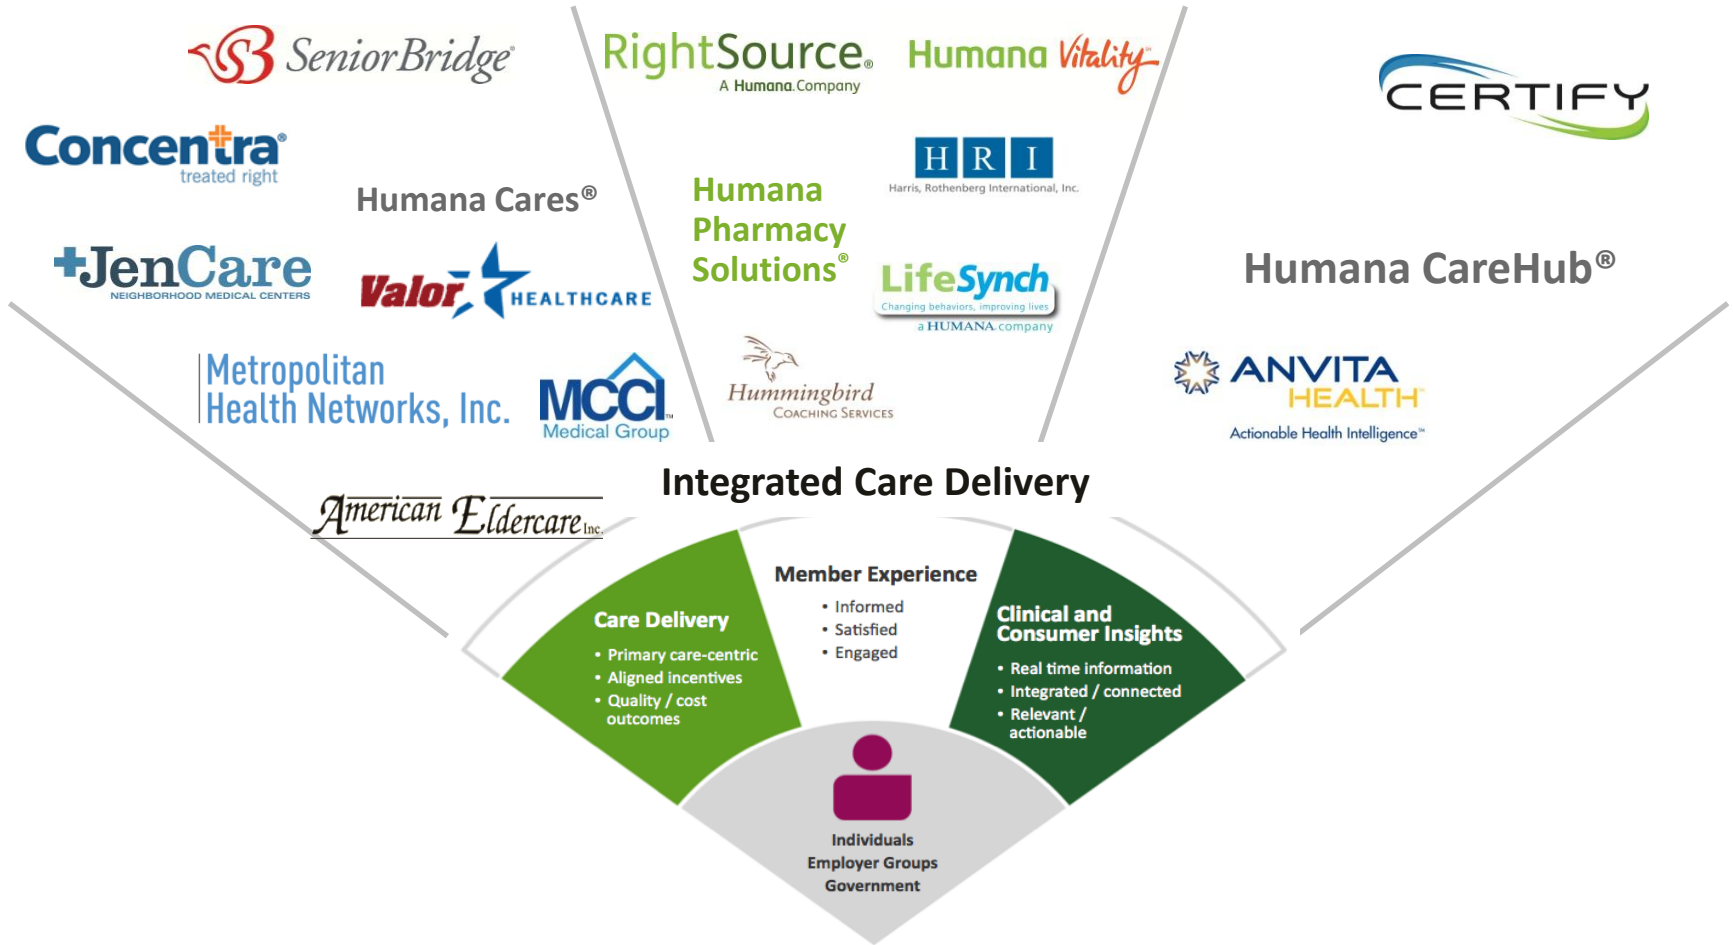 SeniorBridge®
Concentra®
treated right
Humana Cares®
JenCare
NEIGHBORHOOD MEDICAL CENTERS
Valor
HEALTHCARE
Metropolitan
Health Networks, Inc.
MCCI™
Medical Group
American Eldercare Inc.
RightSource®
A Humana Company
Humana Vitality
HRI
Harris, Rothenberg International, Inc.
Humana
Pharmacy
Solutions®
LifeSynch
Changing behaviors, improving lives
a HUMANA company
Hummingbird
COACHING SERVICES
CERTIFY
Humana CareHub®
ANVITA
HEALTH™
Actionable Health Intelligence™
Integrated Care Delivery
Care Delivery
• Primary care-centric
• Aligned incentives
• Quality / cost
outcomes
Member Experience
• Informed
• Satisfied
• Engaged
Clinical and
Consumer Insights
• Real time information
• Integrated / connected
• Relevant /
actionable
Individuals
Employer Groups
Government